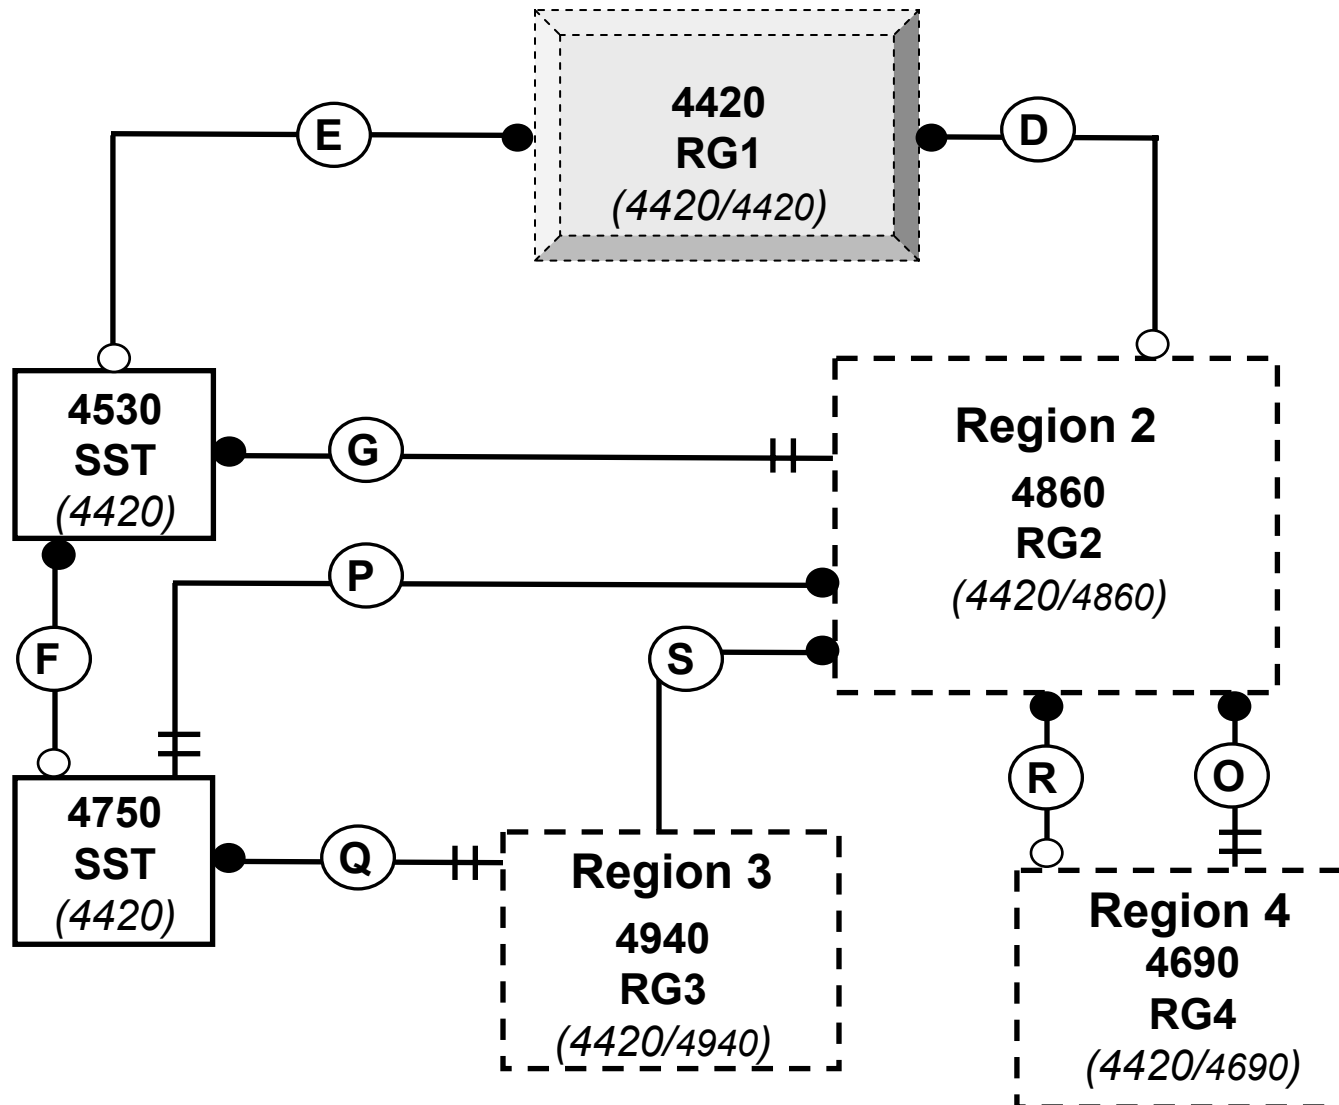 4420
RG1
(4420/4420)
E
D
4530
SST
(4420)
G
Region 2
4860
RG2
(4420/4860)
P
F
S
4750
SST
(4420)
Q
Region 3
4940
RG3
(4420/4940)
R
O
Region 4
4690
RG4
(4420/4690)